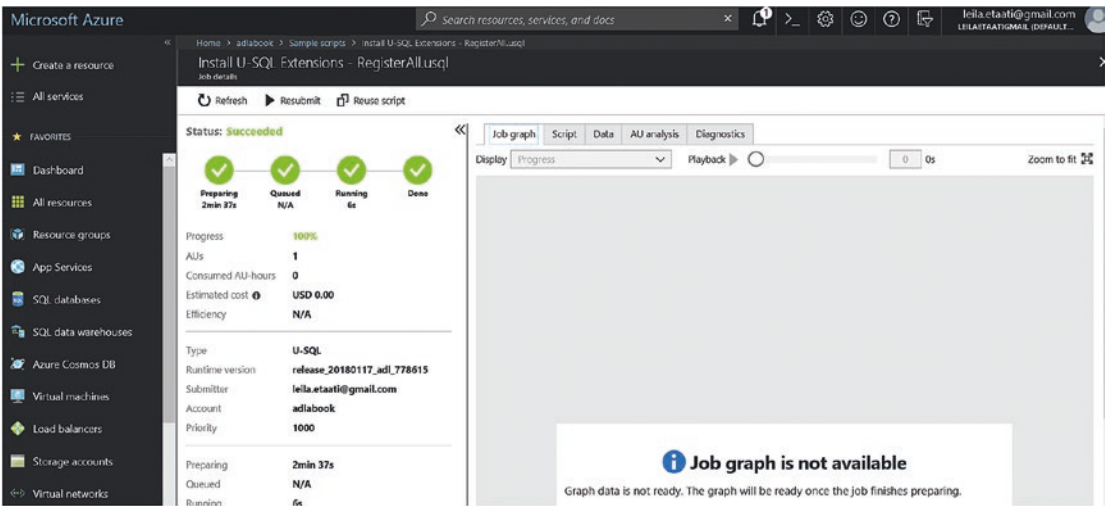 Microsoft Azure
Search resources, services, and docs
1
leila.etaati@gmail.com
LEILAETAATIGMAIL (DEFAULT...
Home > adlabook > Sample scripts > Install U-SQL Extensions - RegisterAll.usql
Install U-SQL Extensions - RegisterAll.usql
Job details
Create a resource
All services
FAVORITES
Dashboard
All resources
Resource groups
App Services
SQL databases
SQL data warehouses
Azure Cosmos DB
Virtual machines
Load balancers
Storage accounts
Virtual networks
Refresh Resubmit Reuse script
Status: Succeeded
Preparing Queued Running Done
2min 37s N/A 6s
Progress 100%
AUs 1
Consumed AU-hours 0
Estimated cost USD 0.00
Efficiency N/A
Type U-SQL
Runtime version release_20180117_adl_778615
Submitter leila.etaati@gmail.com
Account adlabook
Priority 1000
Preparing 2min 37s
Queued N/A
Running 6s
Job graph Script Data AU analysis Diagnostics
Display Progress Playback 0 0s Zoom to fit
Job graph is not available
Graph data is not ready. The graph will be ready once the job finishes preparing.